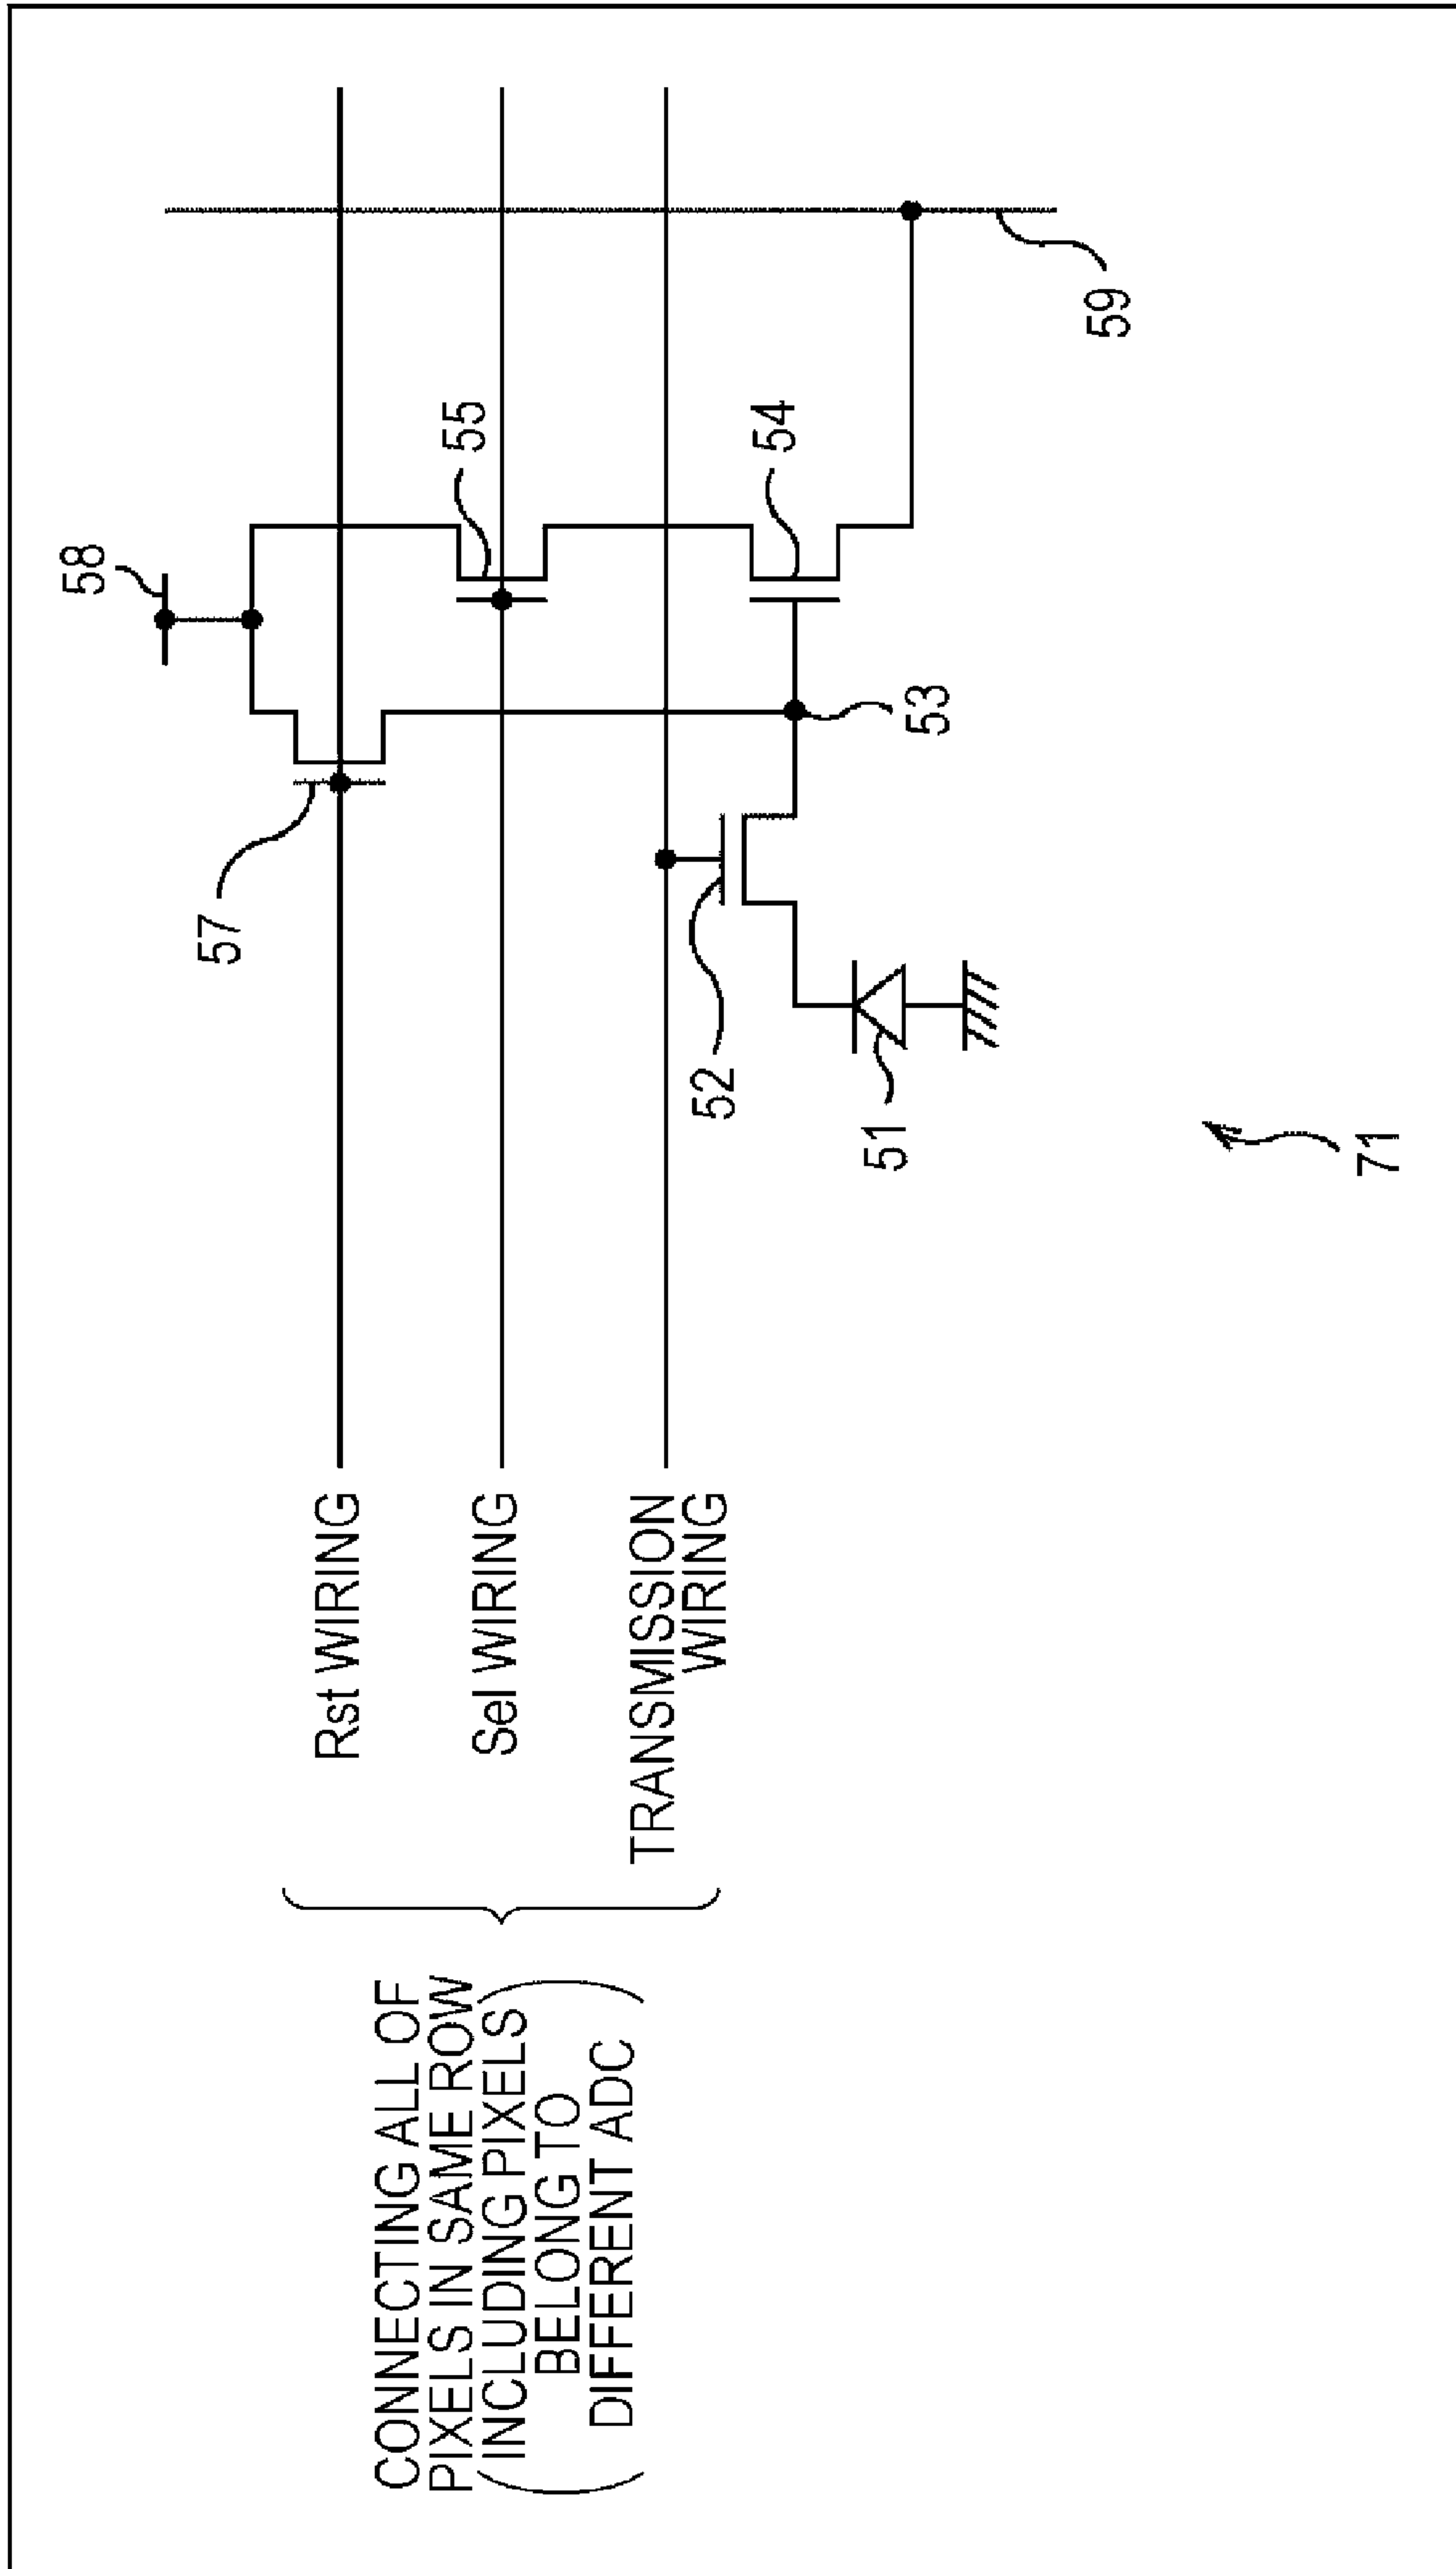 CONNECTING ALL OF
PIXELS IN SAME ROW
(INCLUDING PIXELS
BELONG TO
DIFFERENT ADC)
Rst WIRING
Sel WIRING
TRANSMISSION
WIRING
57
58
55
54
53
52
51
59
71